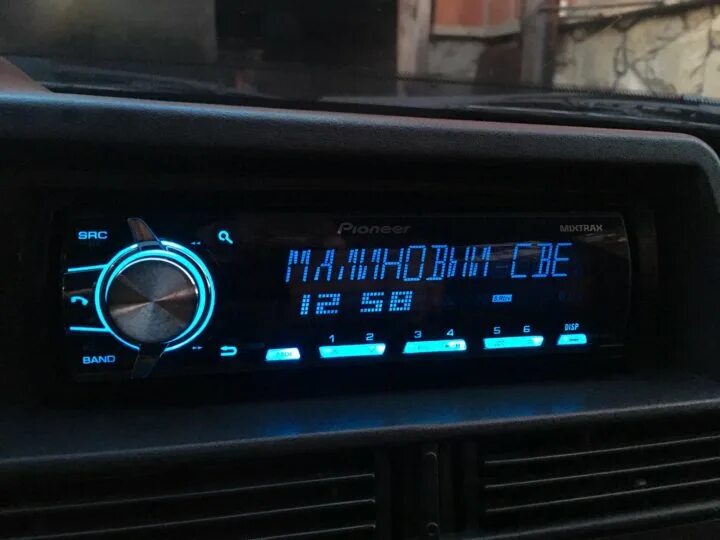 Pioneer
MIXTRAX
SRC
МАЛИНОВЫЙ СВЕ
12 58
1 2 3 4 5 6
DISP
BAND